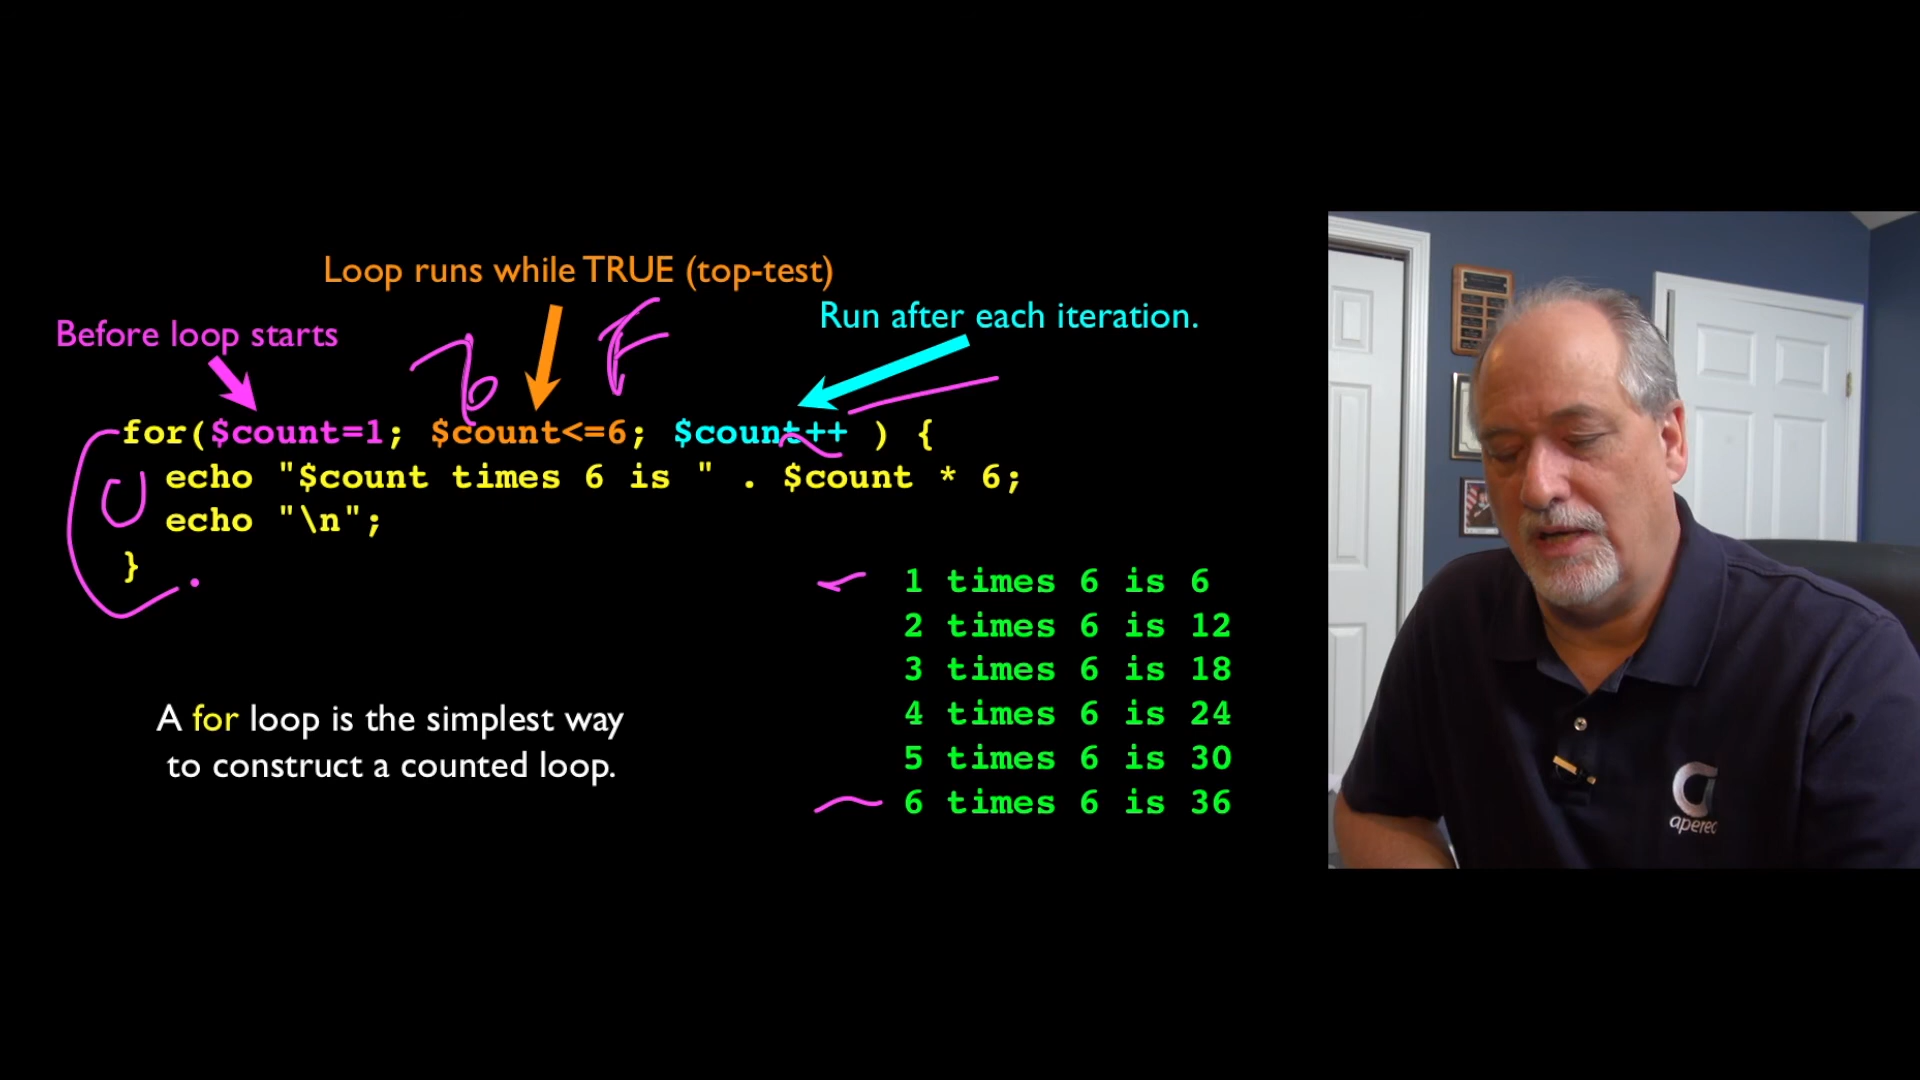 Loop runs while TRUE (top-test)
Before loop starts
Run after each iteration.
for($count=1; $count<=6; $count++ ) {
echo "$count times 6 is " . $count * 6;
echo "\n";
}
1 times 6 is 6
2 times 6 is 12
3 times 6 is 18
4 times 6 is 24
5 times 6 is 30
6 times 6 is 36
A for loop is the simplest way
to construct a counted loop.
F
apereo